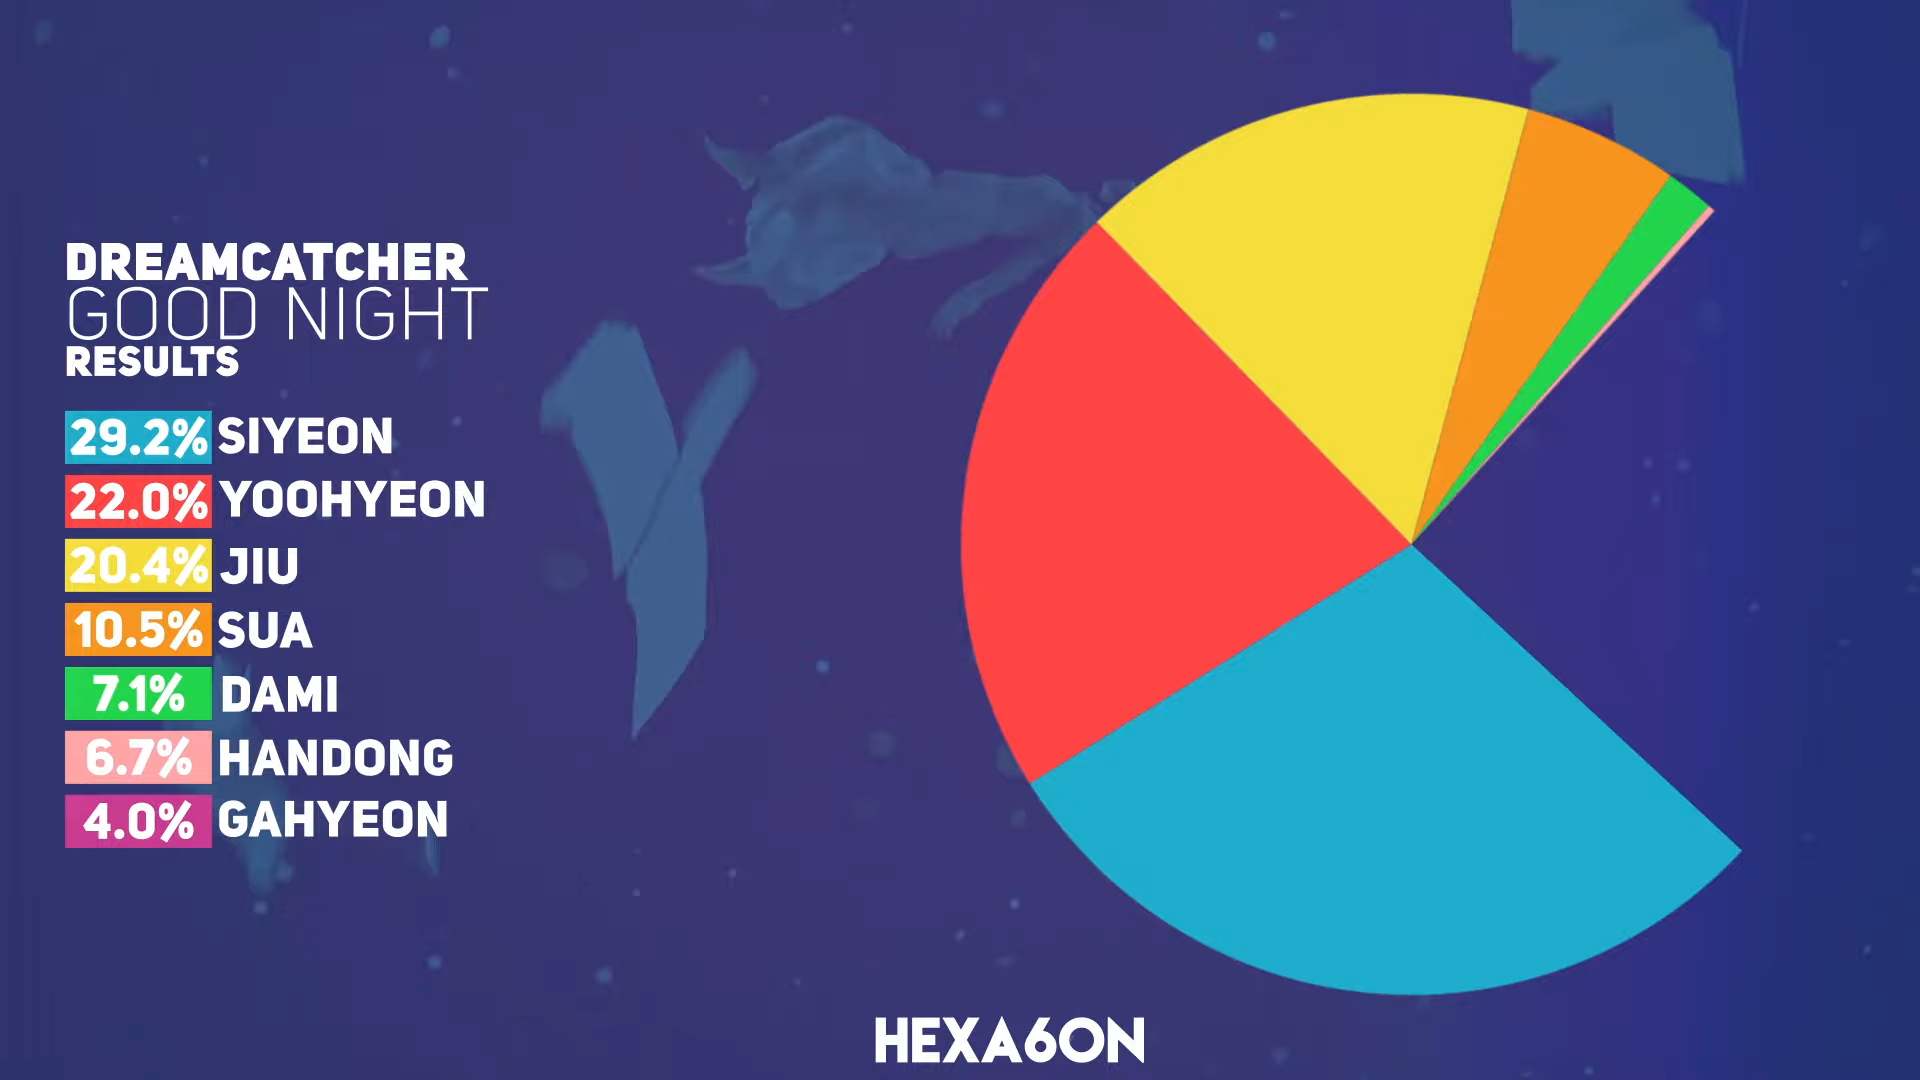 DREAMCATCHER
GOOD NIGHT
RESULTS
29.2% SIYEON
22.0% YOOHYEON
20.4% JIU
10.5% SUA
7.1% DAMI
6.7% HANDONG
4.0% GAHYEON
HEXA6ON